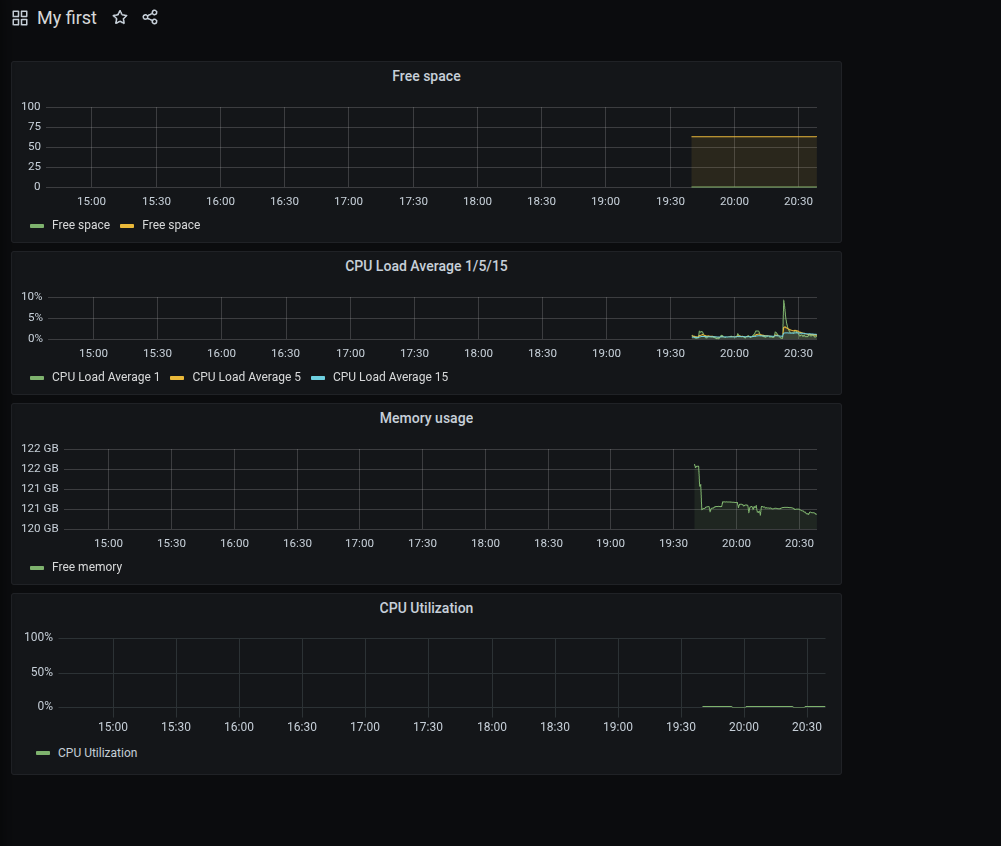 My first
Free space
100
75
50
25
0
15:00 15:30 16:00 16:30 17:00 17:30 18:00 18:30 19:00 19:30 20:00 20:30
Free space Free space
CPU Load Average 1/5/15
10%
5%
0%
15:00 15:30 16:00 16:30 17:00 17:30 18:00 18:30 19:00 19:30 20:00 20:30
CPU Load Average 1 CPU Load Average 5 CPU Load Average 15
Memory usage
122 GB
122 GB
121 GB
121 GB
120 GB
15:00 15:30 16:00 16:30 17:00 17:30 18:00 18:30 19:00 19:30 20:00 20:30
Free memory
CPU Utilization
100%
50%
0%
15:00 15:30 16:00 16:30 17:00 17:30 18:00 18:30 19:00 19:30 20:00 20:30
CPU Utilization